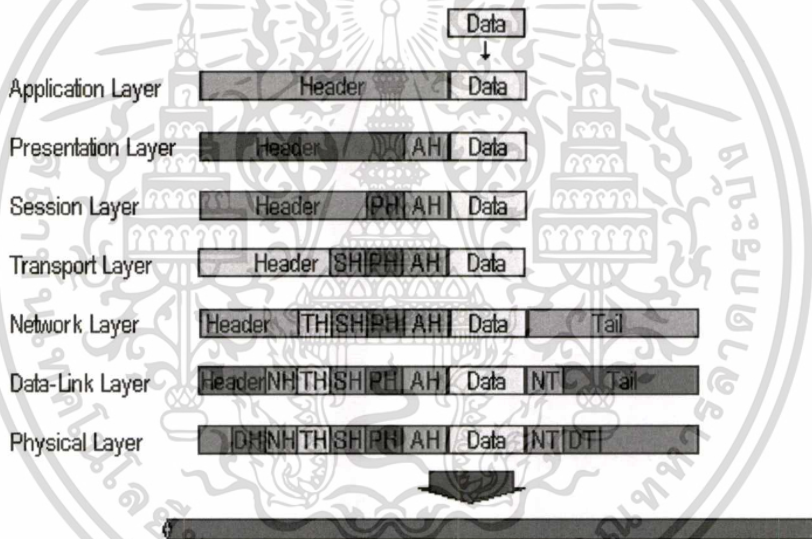 Data
Application Layer Header Data
Presentation Layer Header AH Data
Session Layer Header PH AH Data
Transport Layer Header SH PH AH Data
Network Layer Header TH SH PH AH Data Tail
Data-Link Layer Header NH TH SH PH AH Data NT Tail
Physical Layer DH NH TH SH PH AH Data NT DT